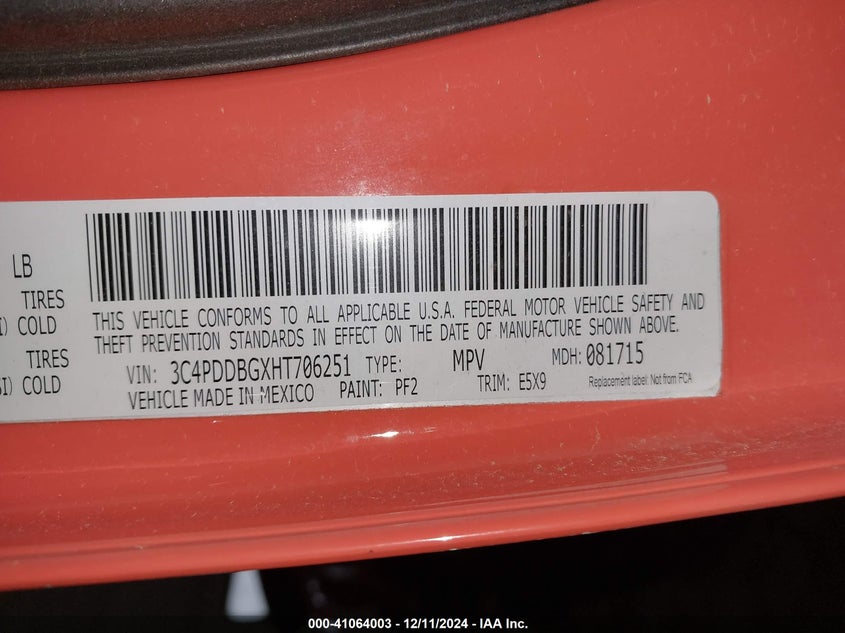 LB
TIRES
COLD
TIRES
COLD
THIS VEHICLE CONFORMS TO ALL APPLICABLE U.S.A. FEDERAL MOTOR VEHICLE SAFETY AND
THEFT PREVENTION STANDARDS IN EFFECT ON THE DATE OF MANUFACTURE SHOWN ABOVE.
VIN: 3C4PDDBGXHT706251 TYPE: MPV MDH: 081715
VEHICLE MADE IN MEXICO PAINT: PF2 TRIM: E5X9 Replacement label: Not from FCA
000-41064003 - 12/11/2024 - IAA Inc.